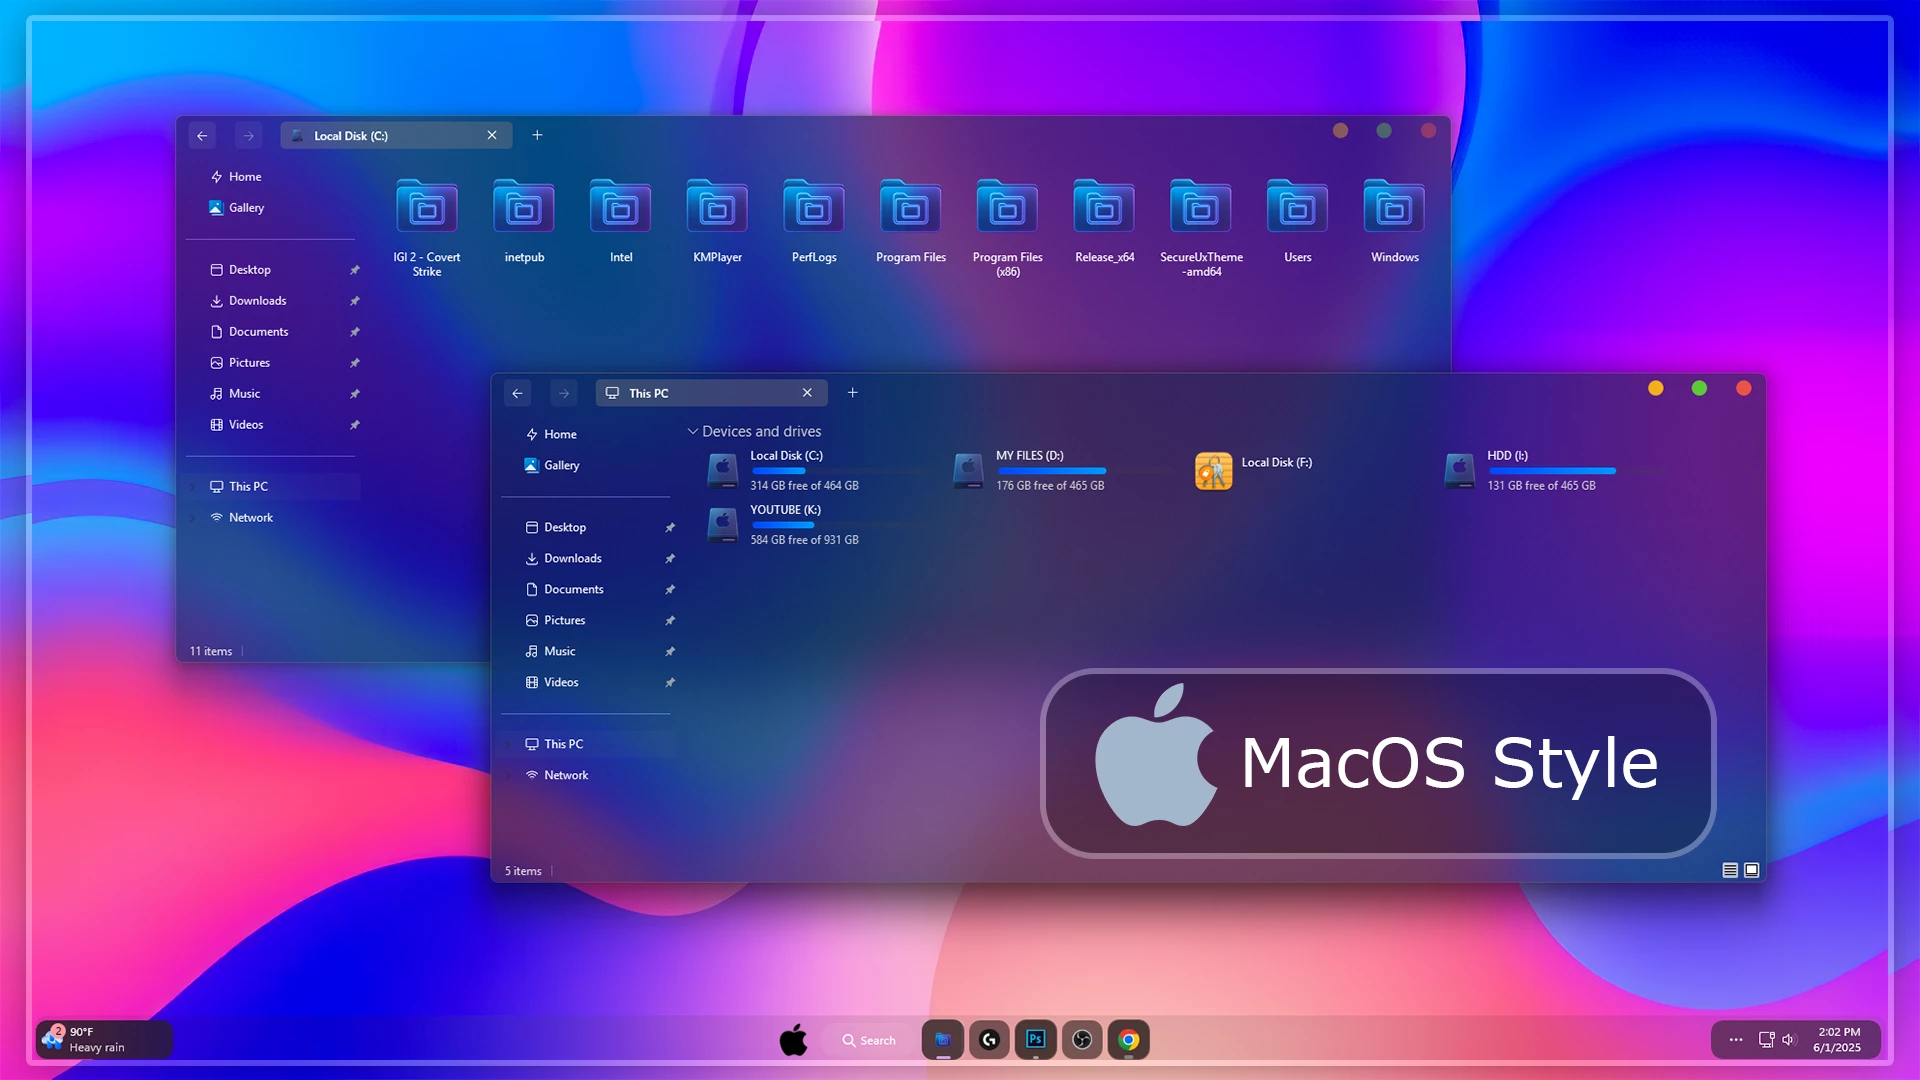 Local Disk (C:)
Home
Gallery
Desktop
Downloads
Documents
Pictures
Music
Videos
This PC
Network
11 items
IGI 2 - Covert
Strike
inetpub
Intel
KMPlayer
PerfLogs
Program Files
Program Files
(x86)
Release_x64
SecureUxTheme
-amd64
Users
Windows
This PC
Home
Gallery
Desktop
Downloads
Documents
Pictures
Music
Videos
This PC
Network
5 items
Devices and drives
Local Disk (C:)
314 GB free of 464 GB
MY FILES (D:)
176 GB free of 465 GB
Local Disk (F:)
HDD (I:)
131 GB free of 465 GB
YOUTUBE (K:)
584 GB free of 931 GB
MacOS Style
2
90°F
Heavy rain
Search
G
Ps
2:02 PM
6/1/2025